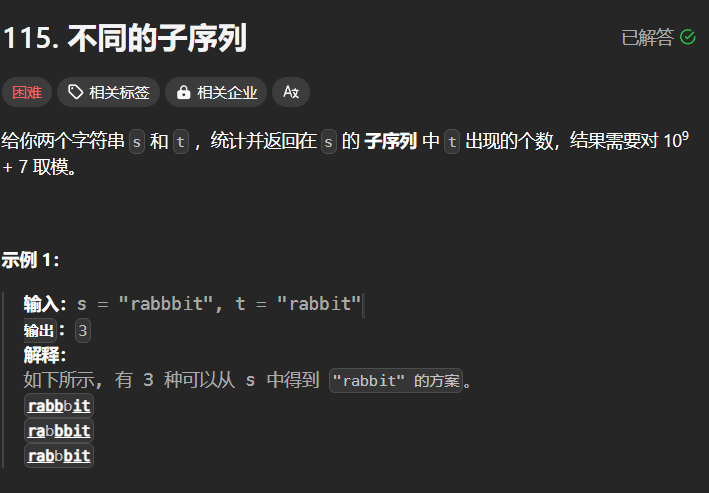 115. 不同的子序列
已解答
困难 相关标签 相关企业
给你两个字符串 s 和 t ，统计并返回在 s 的 子序列 中 t 出现的个数，结果需要对 10⁹
+ 7 取模。
示例 1：
输入：s = "rabbbit", t = "rabbit"
输出：3
解释：
如下所示, 有 3 种可以从 s 中得到 "rabbit" 的方案。
rabbbit
rabbbit
rabbbit